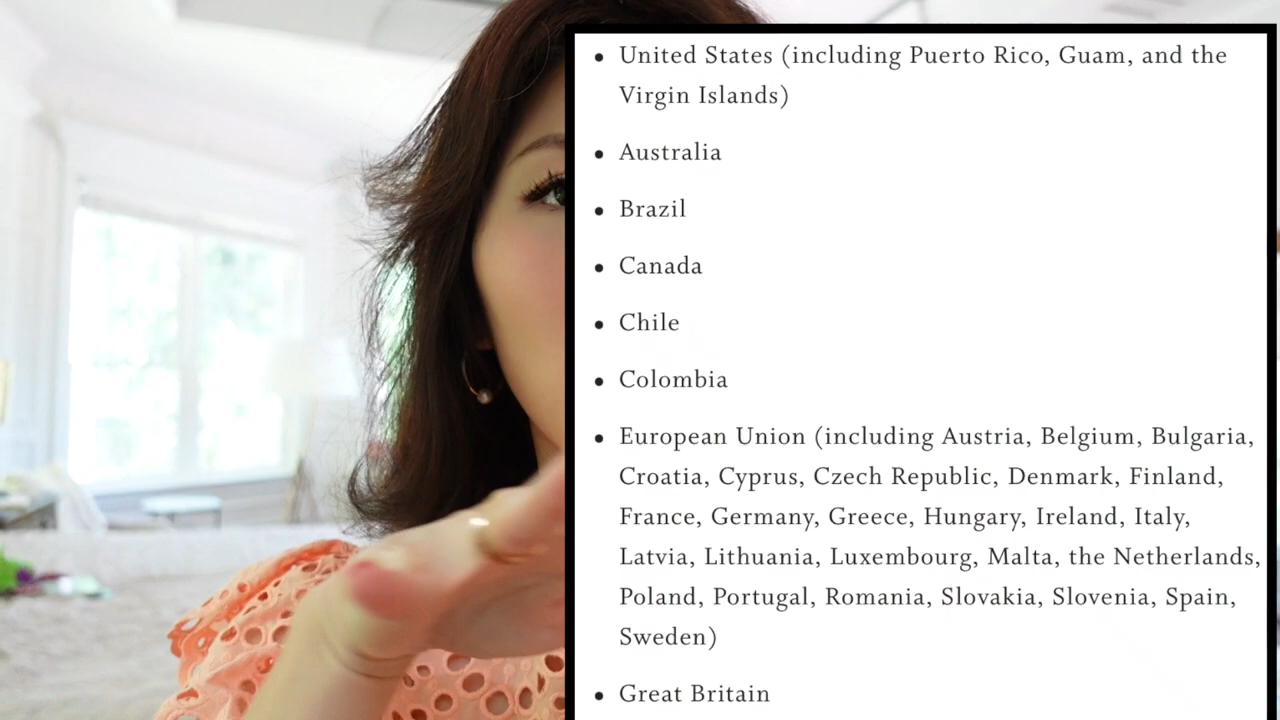 • United States (including Puerto Rico, Guam, and the
Virgin Islands)
• Australia
• Brazil
• Canada
• Chile
• Colombia
• European Union (including Austria, Belgium, Bulgaria,
Croatia, Cyprus, Czech Republic, Denmark, Finland,
France, Germany, Greece, Hungary, Ireland, Italy,
Latvia, Lithuania, Luxembourg, Malta, the Netherlands,
Poland, Portugal, Romania, Slovakia, Slovenia, Spain,
Sweden)
• Great Britain